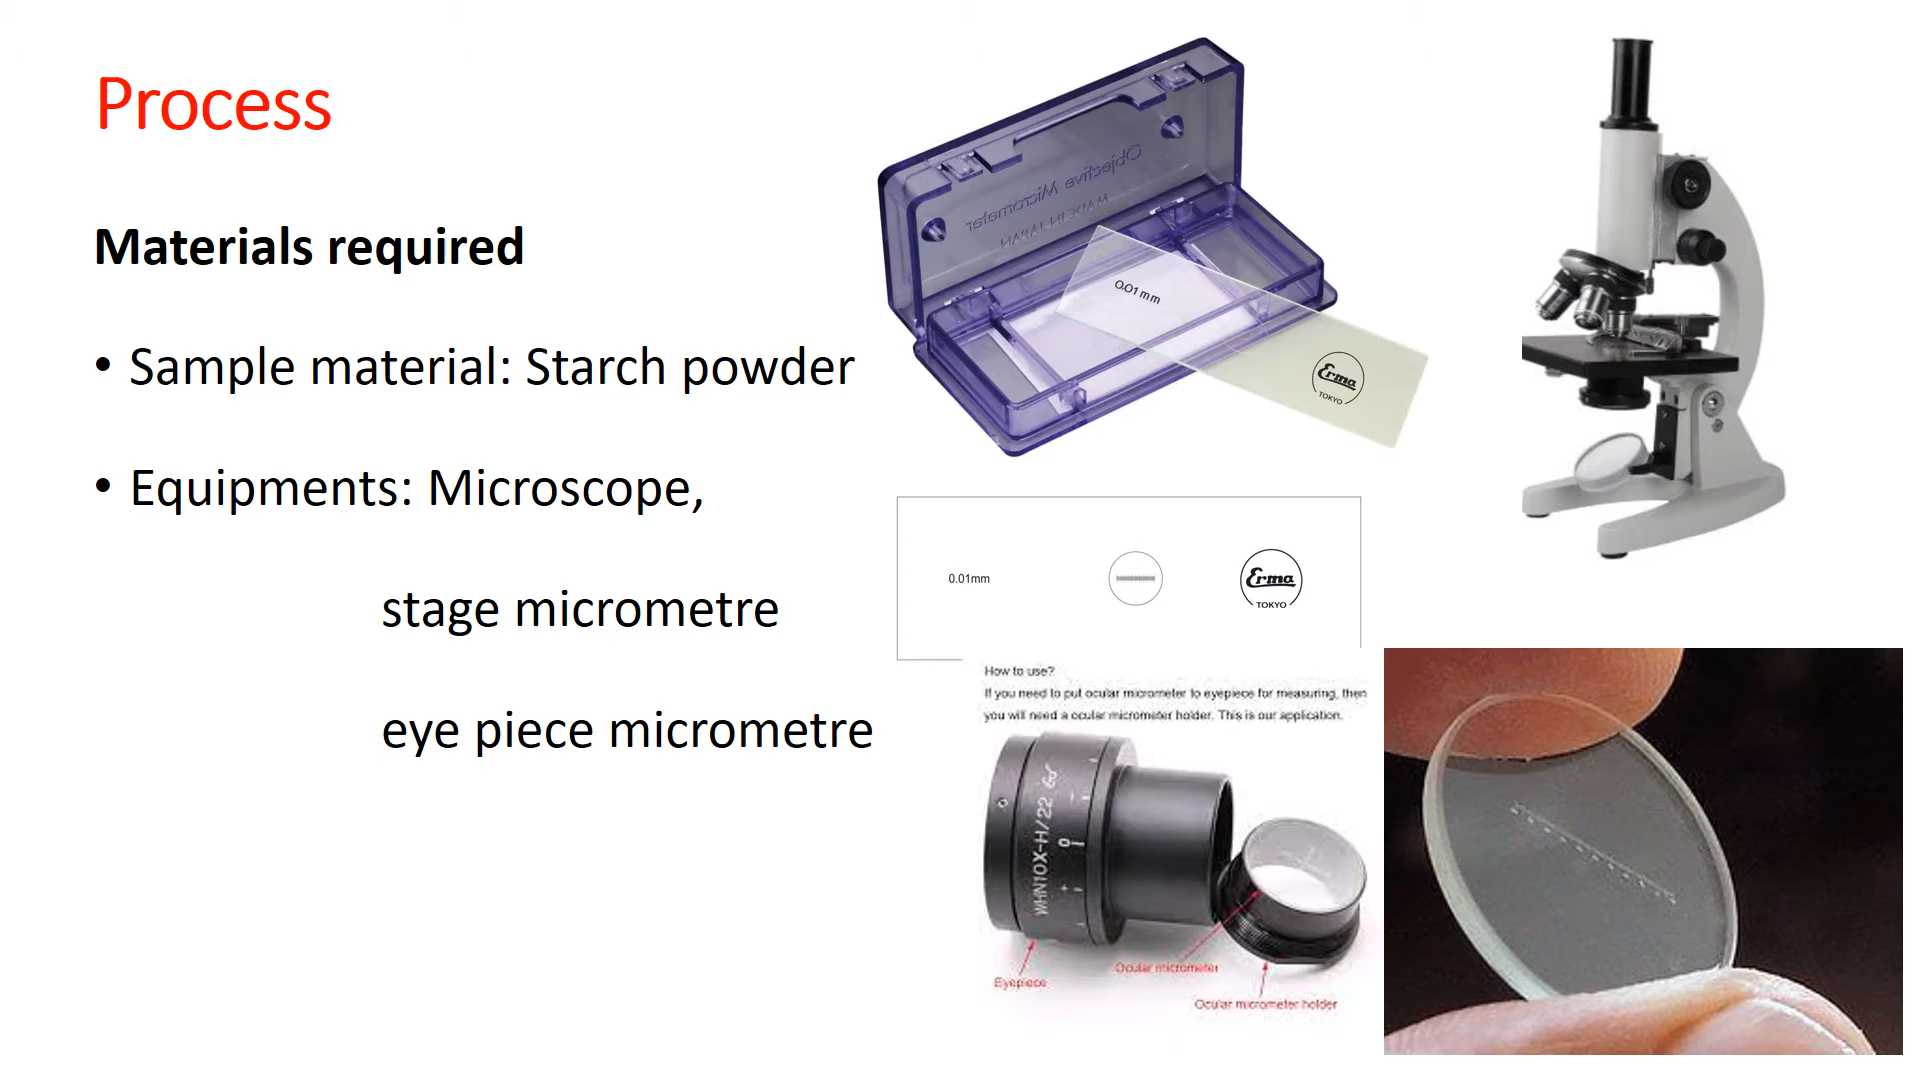 Process
Materials required
• Sample material: Starch powder
• Equipments: Microscope,
stage micrometre
eye piece micrometre
Objective Micrometer
0.01mm
Erma
TOKYO
0.01mm
Erma
TOKYO
How to use?
If you need to put ocular micrometer to eyepiece for measuring, then
you will need a ocular micrometer holder. This is our application.
WHN10X-H/22
0
Eyepiece
Ocular micrometer
Ocular micrometer holder